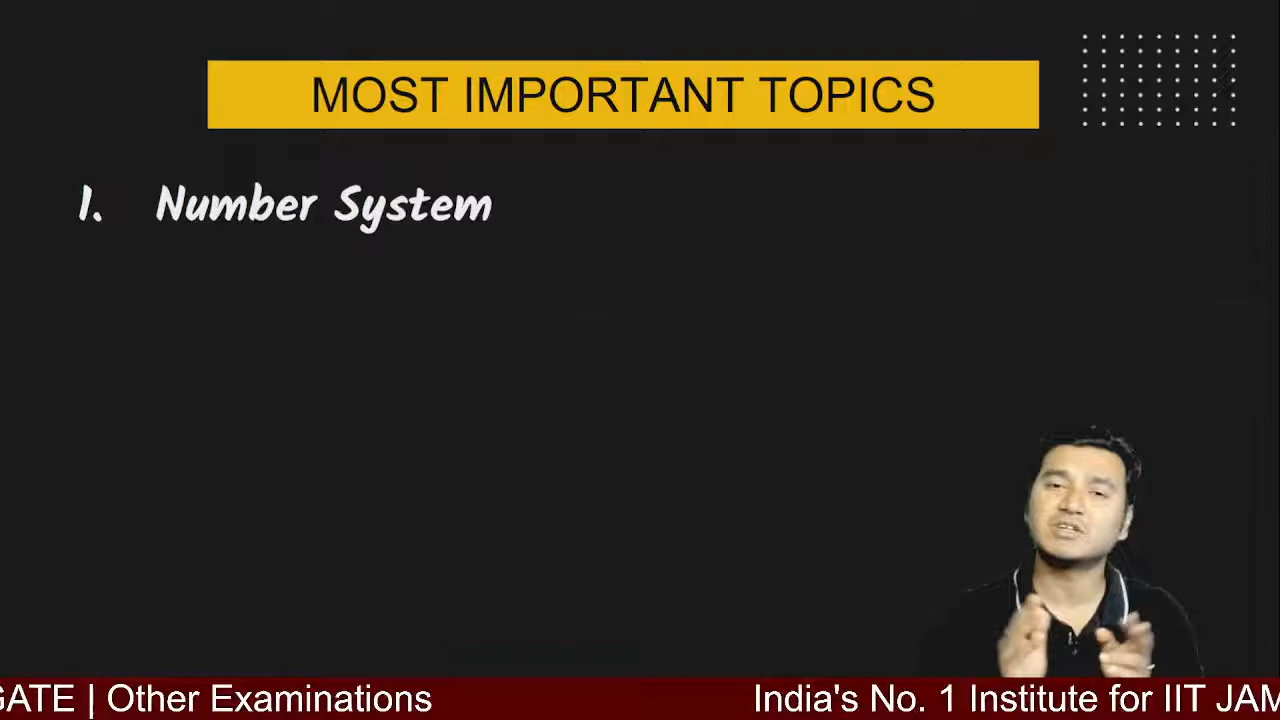 MOST IMPORTANT TOPICS
1. Number System
GATE | Other Examinations India's No. 1 Institute for IIT JAM